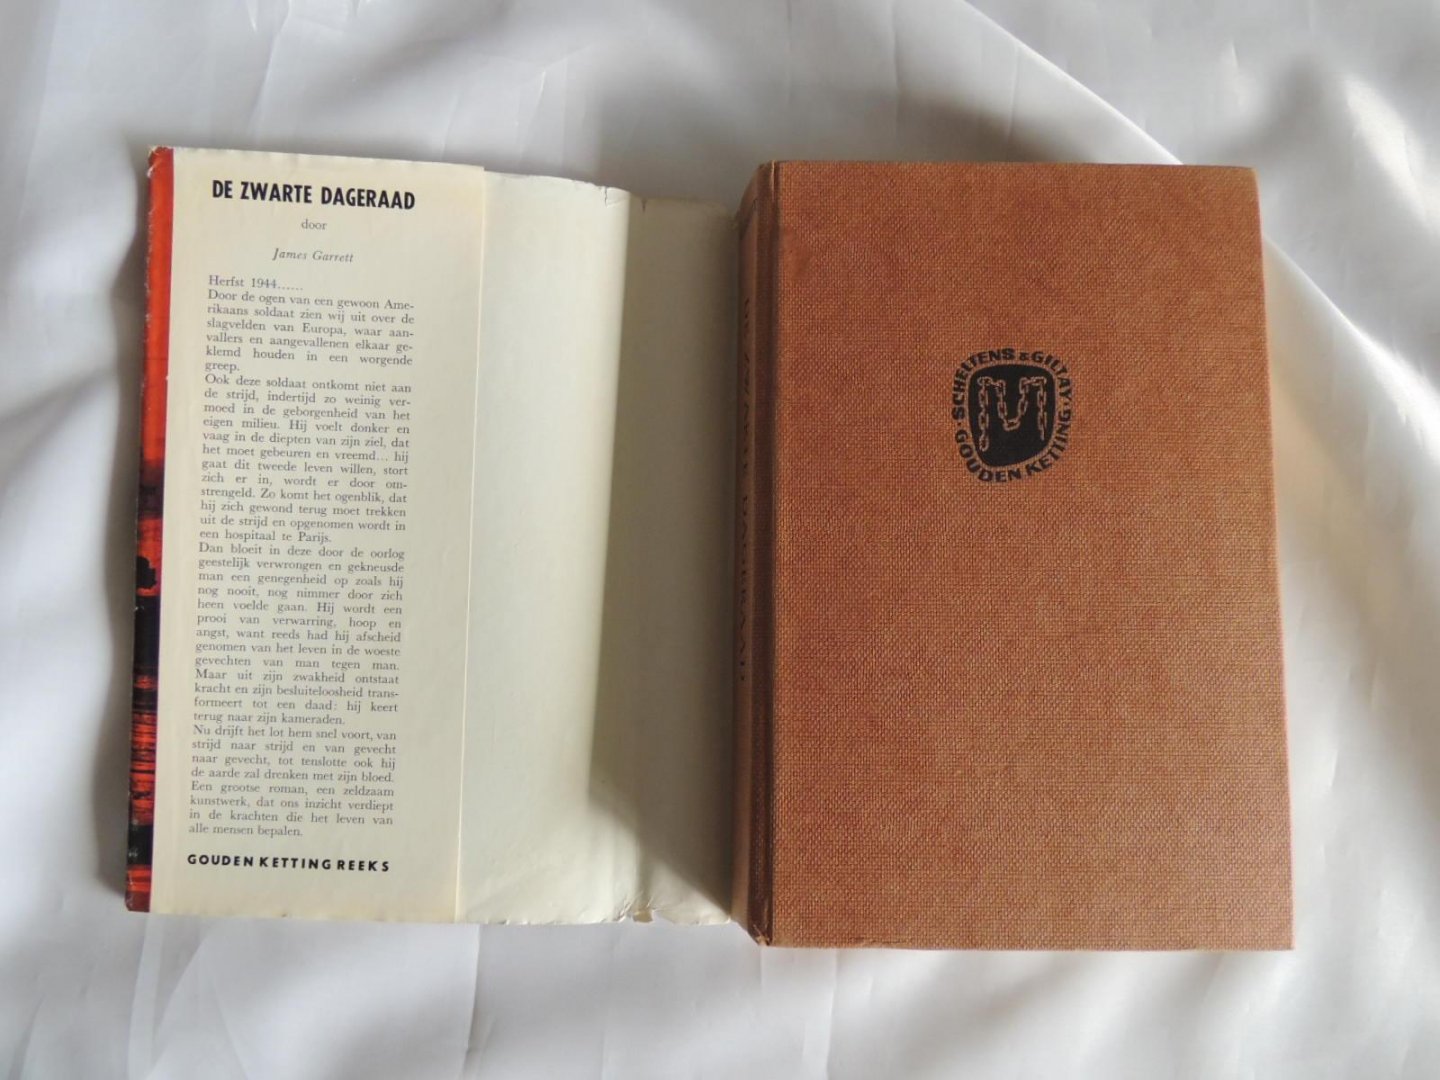 DE ZWARTE DAGERAAD
door
James Garrett
Herfst 1944......
Door de ogen van een gewoon Ame-
rikaans soldaat zien wij uit over de
slagvelden van Europa, waar aan-
vallers en aangevallenen elkaar ge-
klemd houden in een worgende
greep.
Ook deze soldaat ontkomt niet aan
de strijd, indertijd zo weinig ver-
moed in de geborgenheid van het
eigen milieu. Hij voelt donker en
vaag in de diepten van zijn ziel, dat
het moet gebeuren en vreemd... hij
gaat dit tweede leven willen, stort
zich er in, wordt er door om-
strengeld. Zo komt het ogenblik, dat
hij zich gewond terug moet trekken
uit de strijd en opgenomen wordt in
een hospitaal te Parijs.
Dan bloeit in deze door de oorlog
geestelijk verwrongen en gekneusde
man een genegenheid op zoals hij
nog nooit, nog nimmer door zich
heen voelde gaan. Hij wordt een
prooi van verwarring, hoop en
angst, want reeds had hij afscheid
genomen van het leven in de woeste
gevechten van man tegen man.
Maar uit zijn zwakheid ontstaat
kracht en zijn besluiteloosheid trans-
formeert tot een daad: hij keert
terug naar zijn kameraden.
Nu drijft het lot hem snel voort, van
strijd naar strijd en van gevecht
naar gevecht, tot tenslotte ook hij
de aarde zal drenken met zijn bloed.
Een grootse roman, een zeldzaam
kunstwerk, dat ons inzicht verdiept
in de krachten die het leven van
alle mensen bepalen.
GOUDEN KETTING REEKS
DE ZWARTE DAGERAAD
SCHELTENS & GILTAY
GOUDEN KETTING